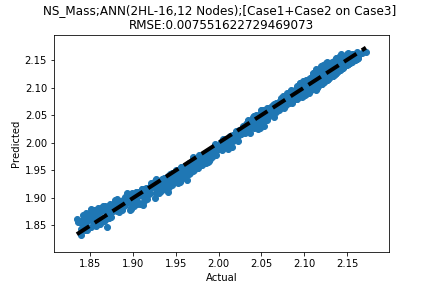 NS_Mass;ANN(2HL-16,12 Nodes);[Case1+Case2 on Case3]
RMSE:0.007551622729469073
2.15
2.10
2.05
2.00
1.95
1.90
1.85
Predicted
1.85 1.90 1.95 2.00 2.05 2.10 2.15
Actual